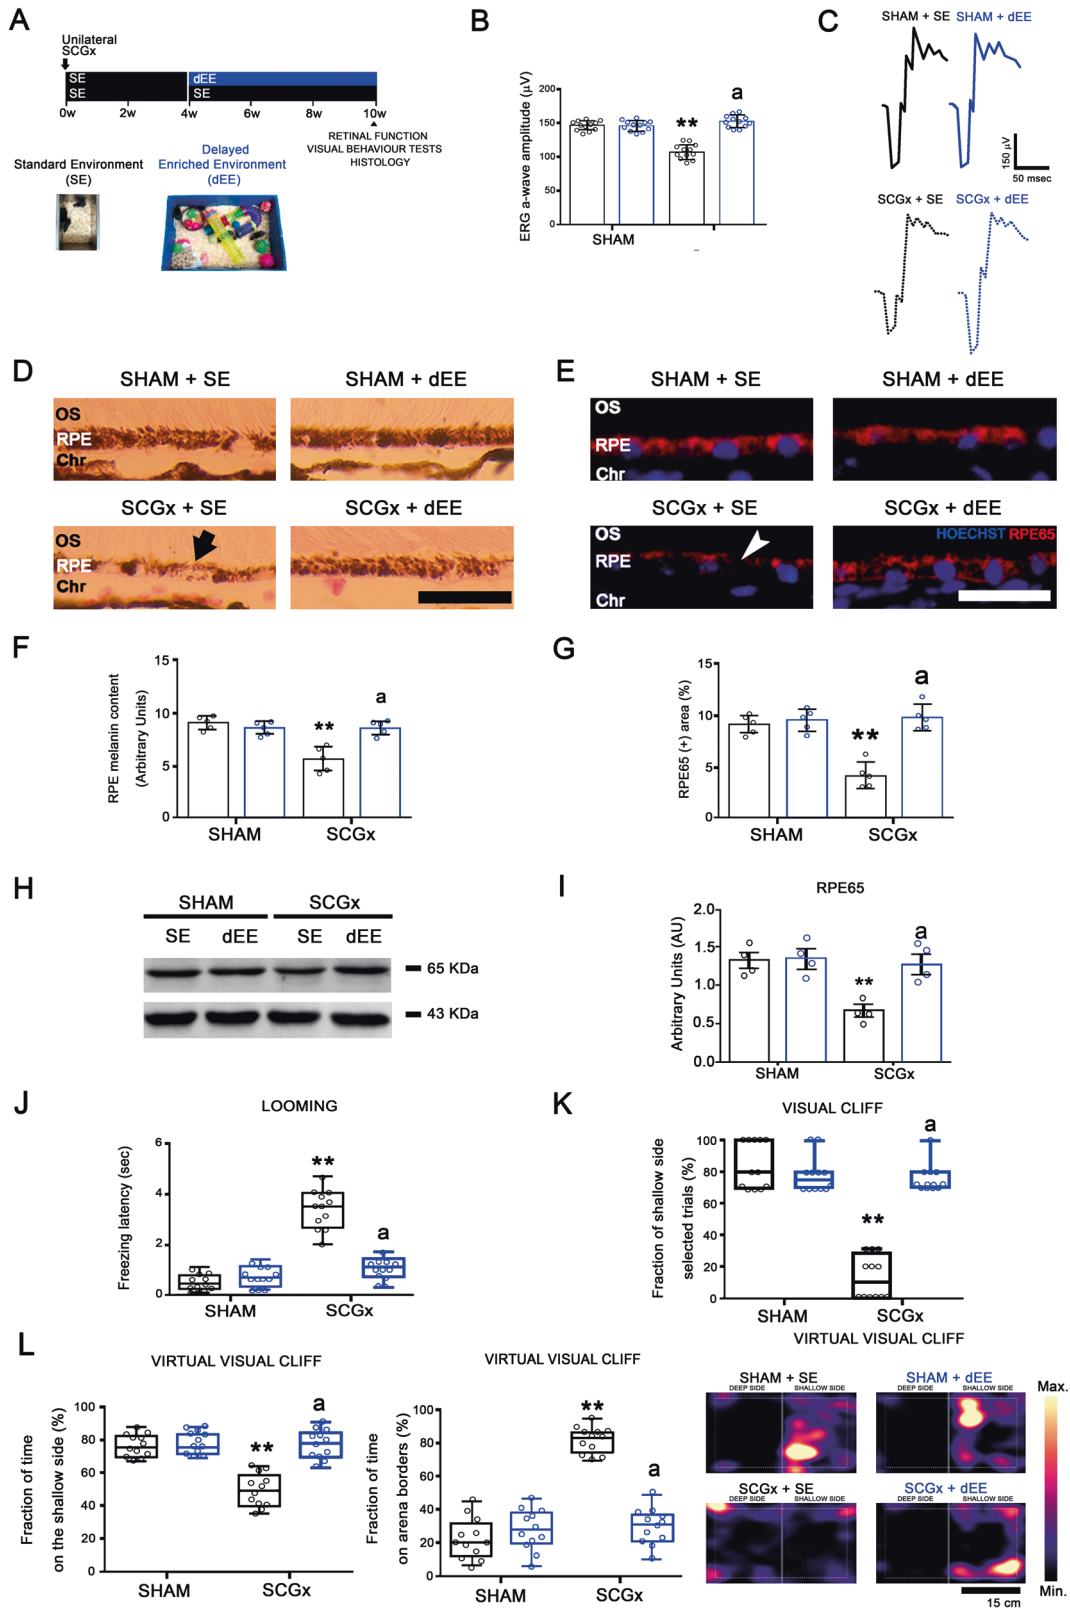 A
Unilateral
SCGx
SE
dEE
SE
SE
0w
2w
4w
6w
8w
10w
RETINAL FUNCTION
VISUAL BEHAVIOUR TESTS
HISTOLOGY
Standard Environment
(SE)
Delayed
Enriched Environment
(dEE)
B
ERG a-wave amplitude (µV)
200
150
100
50
0
**
a
SHAM
C
SHAM + SE
SHAM + dEE
150 µV
50 msec
SCGx + SE
SCGx + dEE
D
SHAM + SE
SHAM + dEE
OS
RPE
Chr
SCGx + SE
SCGx + dEE
OS
RPE
Chr
E
SHAM + SE
SHAM + dEE
OS
RPE
Chr
SCGx + SE
SCGx + dEE
OS
RPE
Chr
HOECHST RPE65
F
RPE melanin content
(Arbitrary Units)
15
10
5
0
**
a
SHAM
SCGx
G
RPE65 (+) area (%)
15
10
5
0
**
a
SHAM
SCGx
H
SHAM
SCGx
SE
dEE
SE
dEE
65 KDa
43 KDa
I
RPE65
Arbitrary Units (AU)
2.0
1.5
1.0
0.5
0.0
**
a
SHAM
SCGx
J
LOOMING
Freezing latency (sec)
6
4
2
0
**
a
SHAM
SCGx
K
VISUAL CLIFF
Fraction of shallow side
selected trials (%)
100
80
60
40
20
0
**
a
SHAM
SCGx
L
VIRTUAL VISUAL CLIFF
Fraction of time
on the shallow side (%)
100
80
60
40
20
0
**
a
SHAM
SCGx
VIRTUAL VISUAL CLIFF
Fraction of time
on arena borders (%)
100
80
60
40
20
0
**
a
SHAM
SCGx
VIRTUAL VISUAL CLIFF
SHAM + SE
SHAM + dEE
DEEP SIDE
SHALLOW SIDE
DEEP SIDE
SHALLOW SIDE
SCGx + SE
SCGx + dEE
DEEP SIDE
SHALLOW SIDE
DEEP SIDE
SHALLOW SIDE
Max.
Min.
15 cm